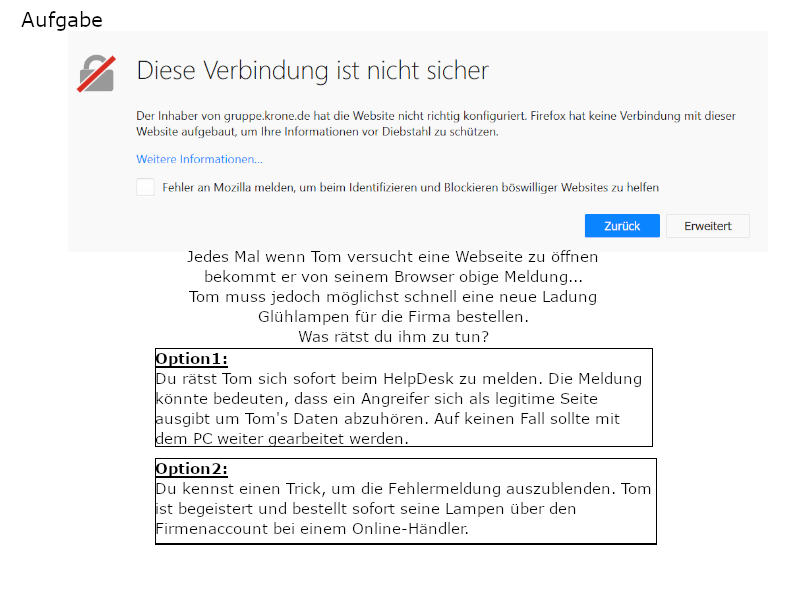 Aufgabe
Diese Verbindung ist nicht sicher
Der Inhaber von gruppe.krone.de hat die Website nicht richtig konfiguriert. Firefox hat keine Verbindung mit dieser
Website aufgebaut, um Ihre Informationen vor Diebstahl zu schützen.
Weitere Informationen...
Fehler an Mozilla melden, um beim Identifizieren und Blockieren böswilliger Websites zu helfen
Zurück
Erweitert
Jedes Mal wenn Tom versucht eine Webseite zu öffnen
bekommt er von seinem Browser obige Meldung...
Tom muss jedoch möglichst schnell eine neue Ladung
Glühlampen für die Firma bestellen.
Was rätst du ihm zu tun?
Option1:
Du rätst Tom sich sofort beim HelpDesk zu melden. Die Meldung
könnte bedeuten, dass ein Angreifer sich als legitime Seite
ausgibt um Tom's Daten abzuhören. Auf keinen Fall sollte mit
dem PC weiter gearbeitet werden.
Option2:
Du kennst einen Trick, um die Fehlermeldung auszublenden. Tom
ist begeistert und bestellt sofort seine Lampen über den
Firmenaccount bei einem Online-Händler.